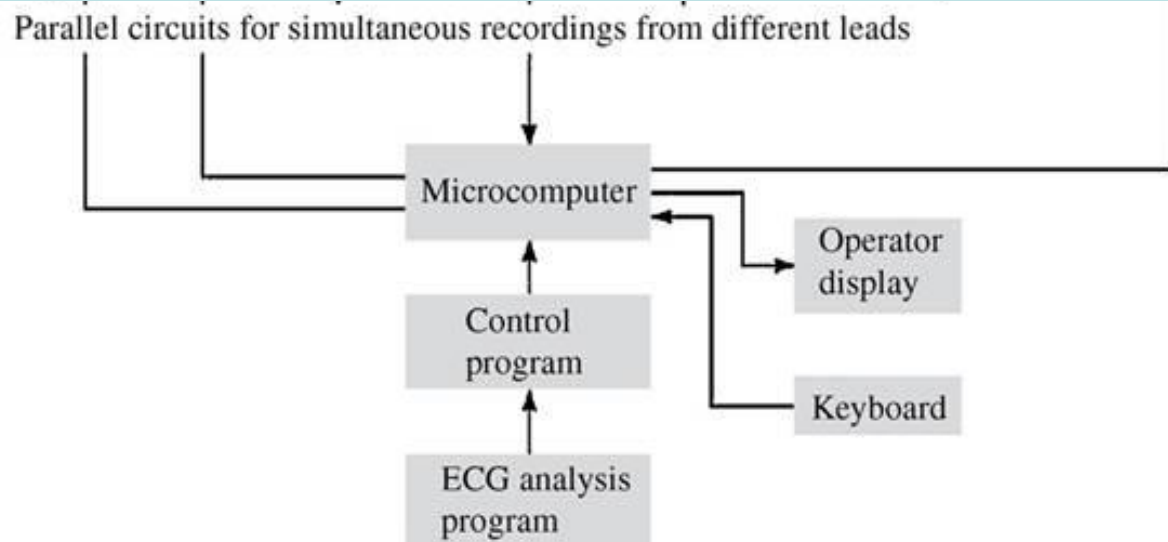 Parallel circuits for simultaneous recordings from different leads
Microcomputer
Operator
display
Control
program
Keyboard
ECG analysis
program